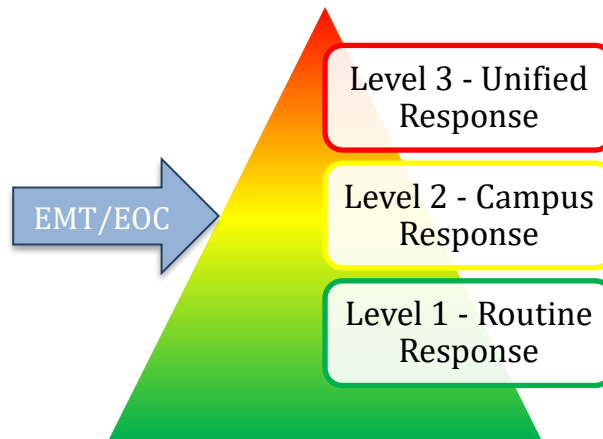 Level 3 - Unified
Response
EMT/EOC
Level 2 - Campus
Response
Level 1 - Routine
Response